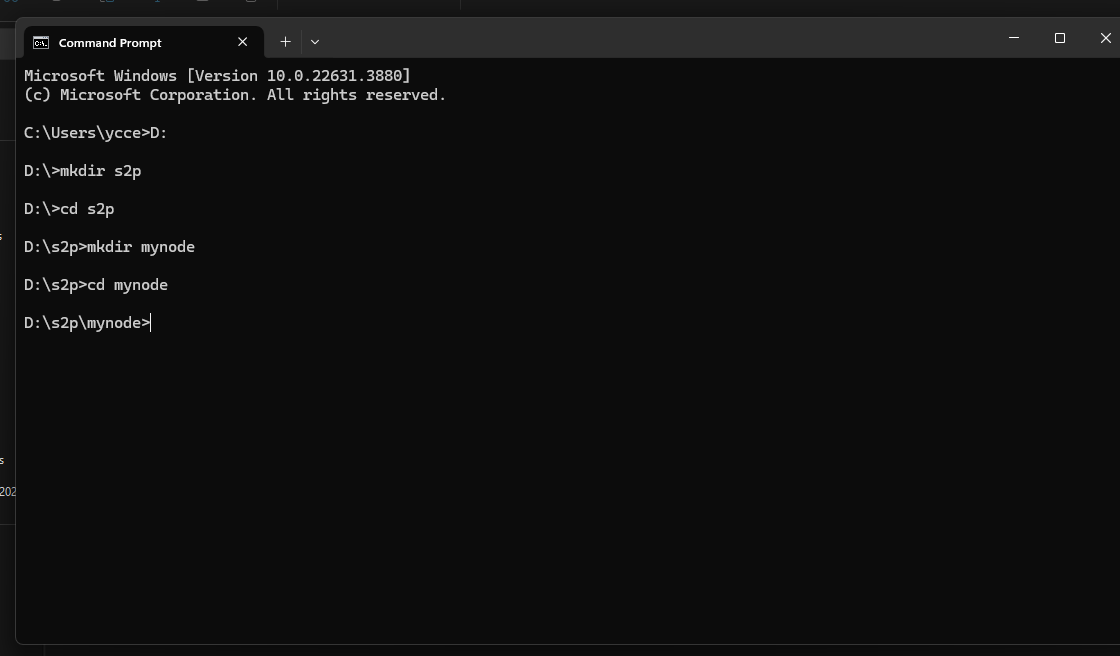 Command Prompt
Microsoft Windows [Version 10.0.22631.3880]
(c) Microsoft Corporation. All rights reserved.
C:\Users\ycce>D:
D:\>mkdir s2p
D:\>cd s2p
D:\s2p>mkdir mynode
D:\s2p>cd mynode
D:\s2p\mynode>
s
s
202